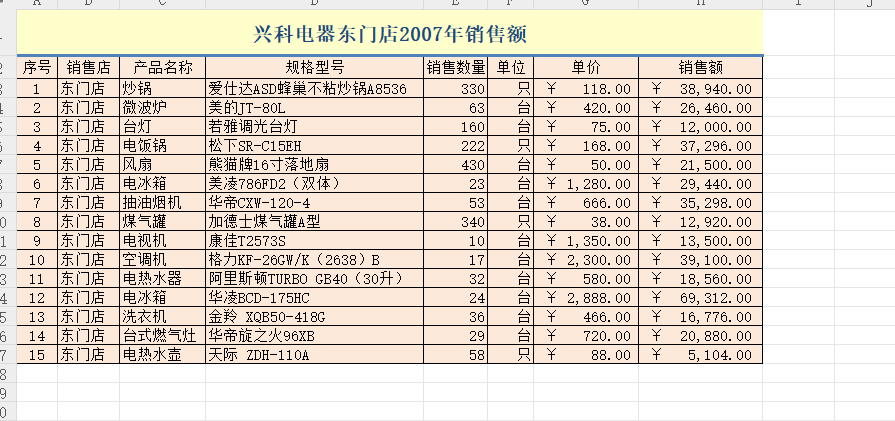 A B C D E F G H I J
兴科电器东门店2007年销售额
序号 销售店 产品名称 规格型号 销售数量 单位 单价 销售额
1 东门店 炒锅 爱仕达ASD蜂巢不粘炒锅A8536 330 只 ¥ 118.00 ¥ 38,940.00
2 东门店 微波炉 美的JT-80L 63 台 ¥ 420.00 ¥ 26,460.00
3 东门店 台灯 若雅调光台灯 160 台 ¥ 75.00 ¥ 12,000.00
4 东门店 电饭锅 松下SR-C15EH 222 只 ¥ 168.00 ¥ 37,296.00
5 东门店 风扇 熊猫牌16寸落地扇 430 台 ¥ 50.00 ¥ 21,500.00
6 东门店 电冰箱 美凌786FD2（双体） 23 台 ¥ 1,280.00 ¥ 29,440.00
7 东门店 抽油烟机 华帝CXW-120-4 53 台 ¥ 666.00 ¥ 35,298.00
8 东门店 煤气罐 加德士煤气罐A型 340 只 ¥ 38.00 ¥ 12,920.00
9 东门店 电视机 康佳T2573S 10 台 ¥ 1,350.00 ¥ 13,500.00
10 东门店 空调机 格力KF-26GW/K（2638）B 17 台 ¥ 2,300.00 ¥ 39,100.00
11 东门店 电热水器 阿里斯顿TURBO GB40（30升） 32 台 ¥ 580.00 ¥ 18,560.00
12 东门店 电冰箱 华凌BCD-175HC 24 台 ¥ 2,888.00 ¥ 69,312.00
13 东门店 洗衣机 金羚 XQB50-418G 36 台 ¥ 466.00 ¥ 16,776.00
14 东门店 台式燃气灶 华帝旋之火96XB 29 台 ¥ 720.00 ¥ 20,880.00
15 东门店 电热水壶 天际 ZDH-110A 58 只 ¥ 88.00 ¥ 5,104.00